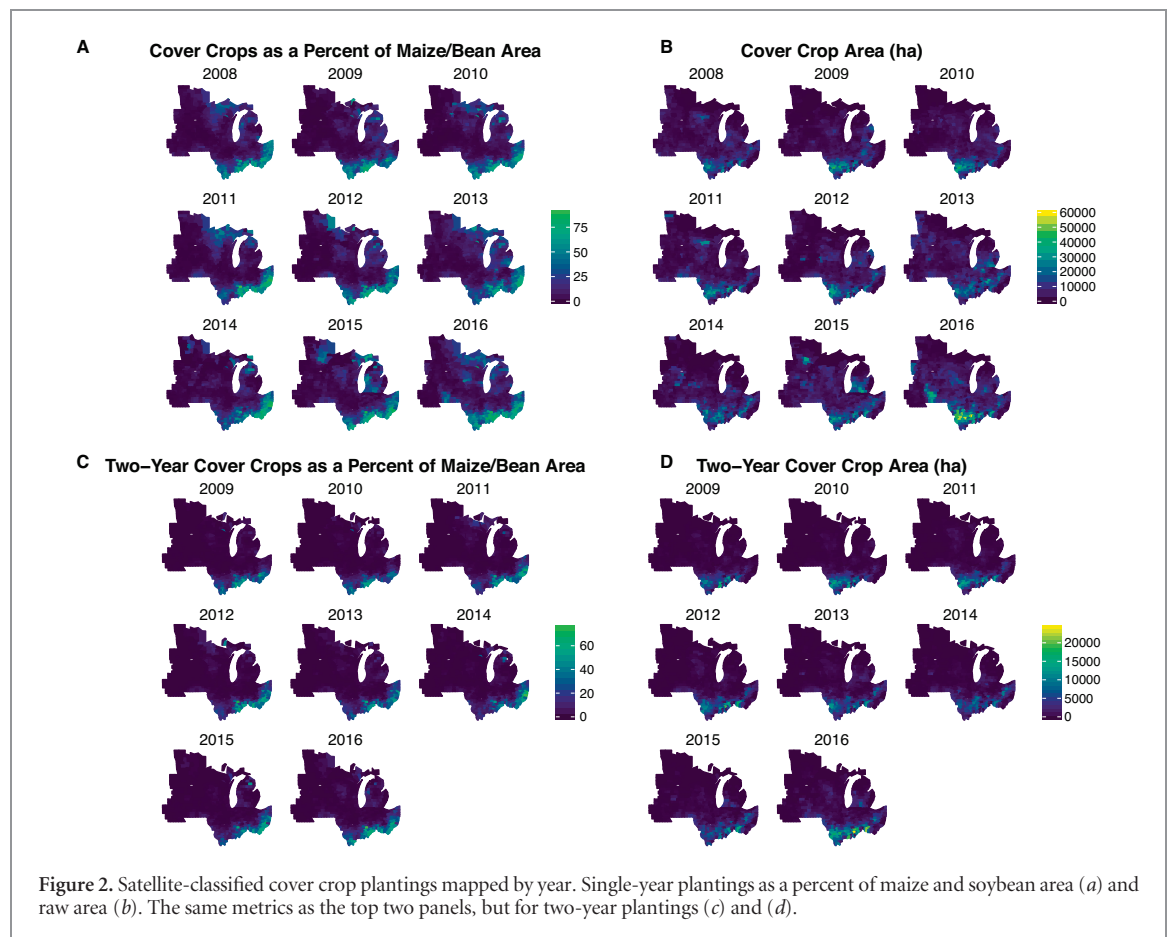 A
Cover Crops as a Percent of Maize/Bean Area
2008 2009 2010
2011 2012 2013
75
50
25
0
2014 2015 2016
B
Cover Crop Area (ha)
2008 2009 2010
2011 2012 2013
60000
50000
40000
30000
20000
10000
0
2014 2015 2016
C
Two–Year Cover Crops as a Percent of Maize/Bean Area
2009 2010 2011
2012 2013 2014
60
40
20
0
2015 2016
D
Two–Year Cover Crop Area (ha)
2009 2010 2011
2012 2013 2014
20000
15000
10000
5000
0
2015 2016
Figure 2. Satellite-classified cover crop plantings mapped by year. Single-year plantings as a percent of maize and soybean area (a) and
raw area (b). The same metrics as the top two panels, but for two-year plantings (c) and (d).